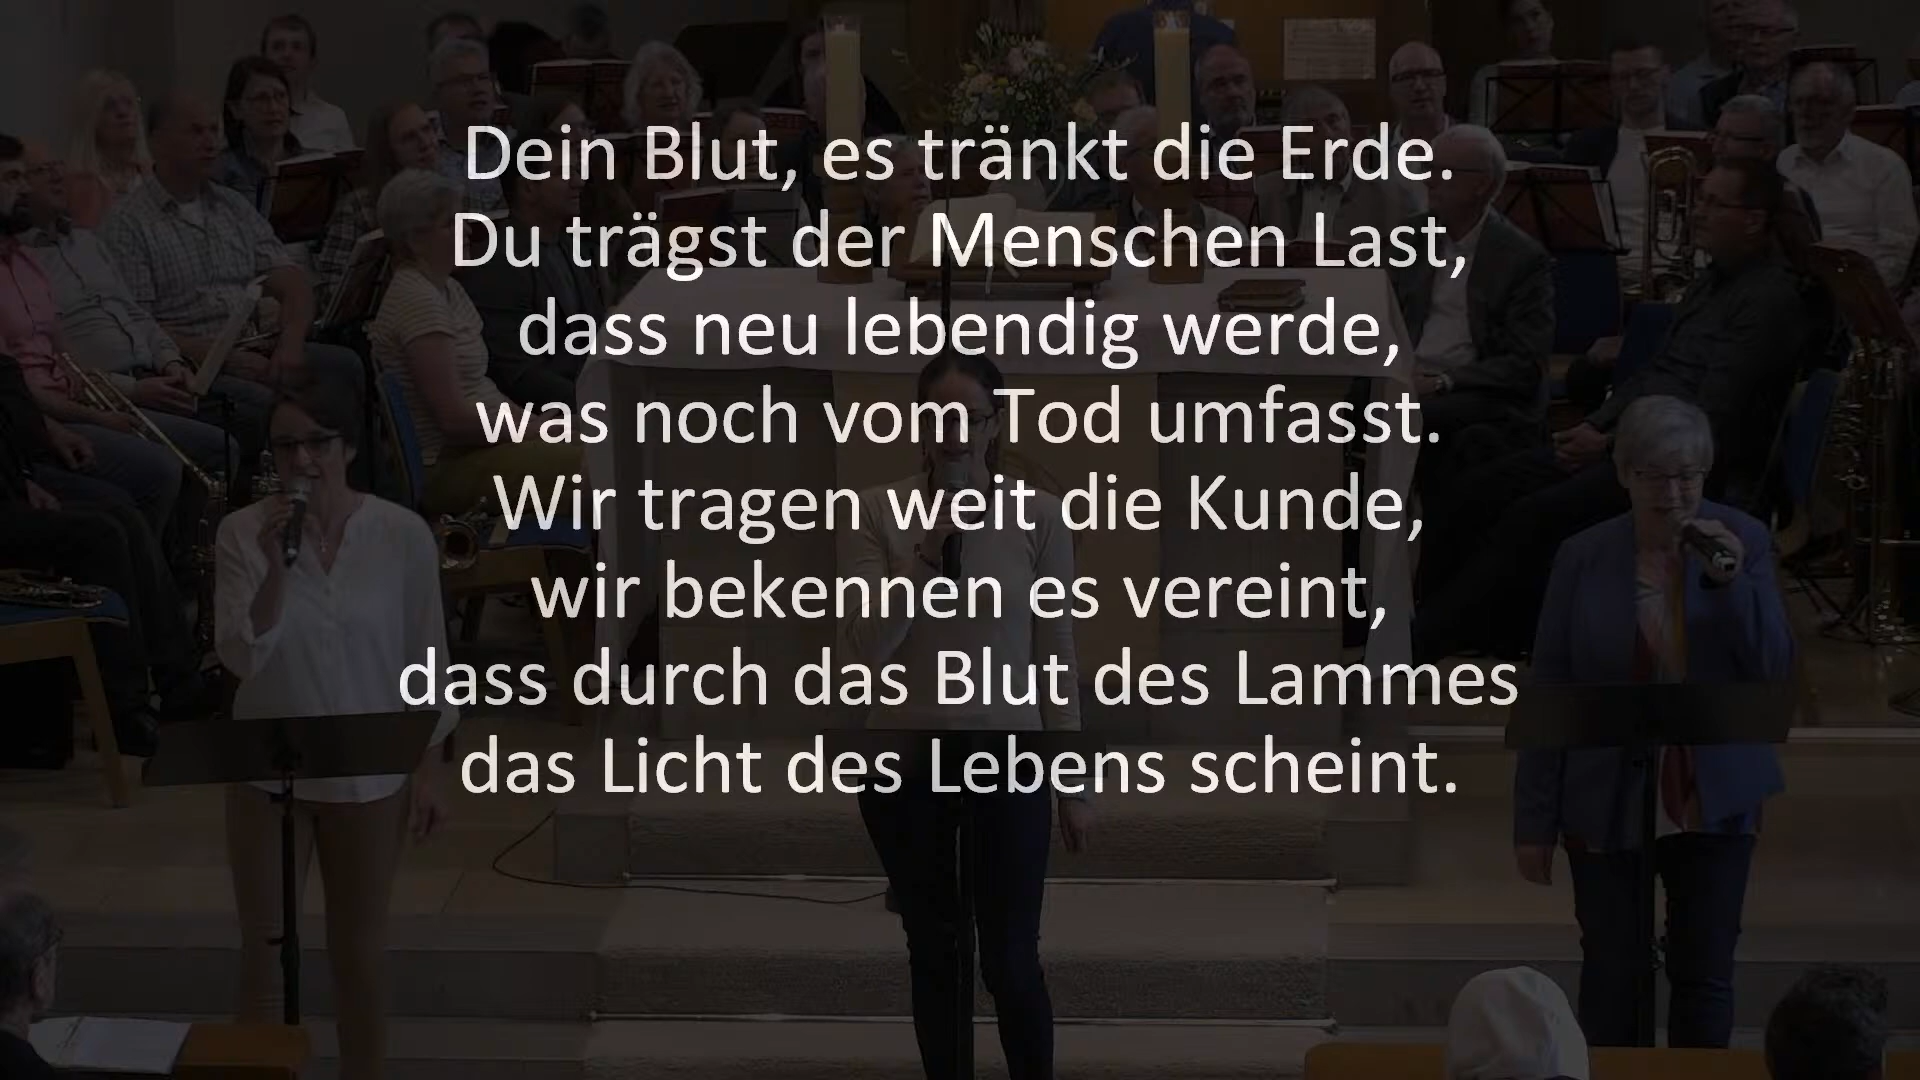 Dein Blut, es tränkt die Erde.
Du trägst der Menschen Last,
dass neu lebendig werde,
was noch vom Tod umfasst.
Wir tragen weit die Kunde,
wir bekennen es vereint,
dass durch das Blut des Lammes
das Licht des Lebens scheint.